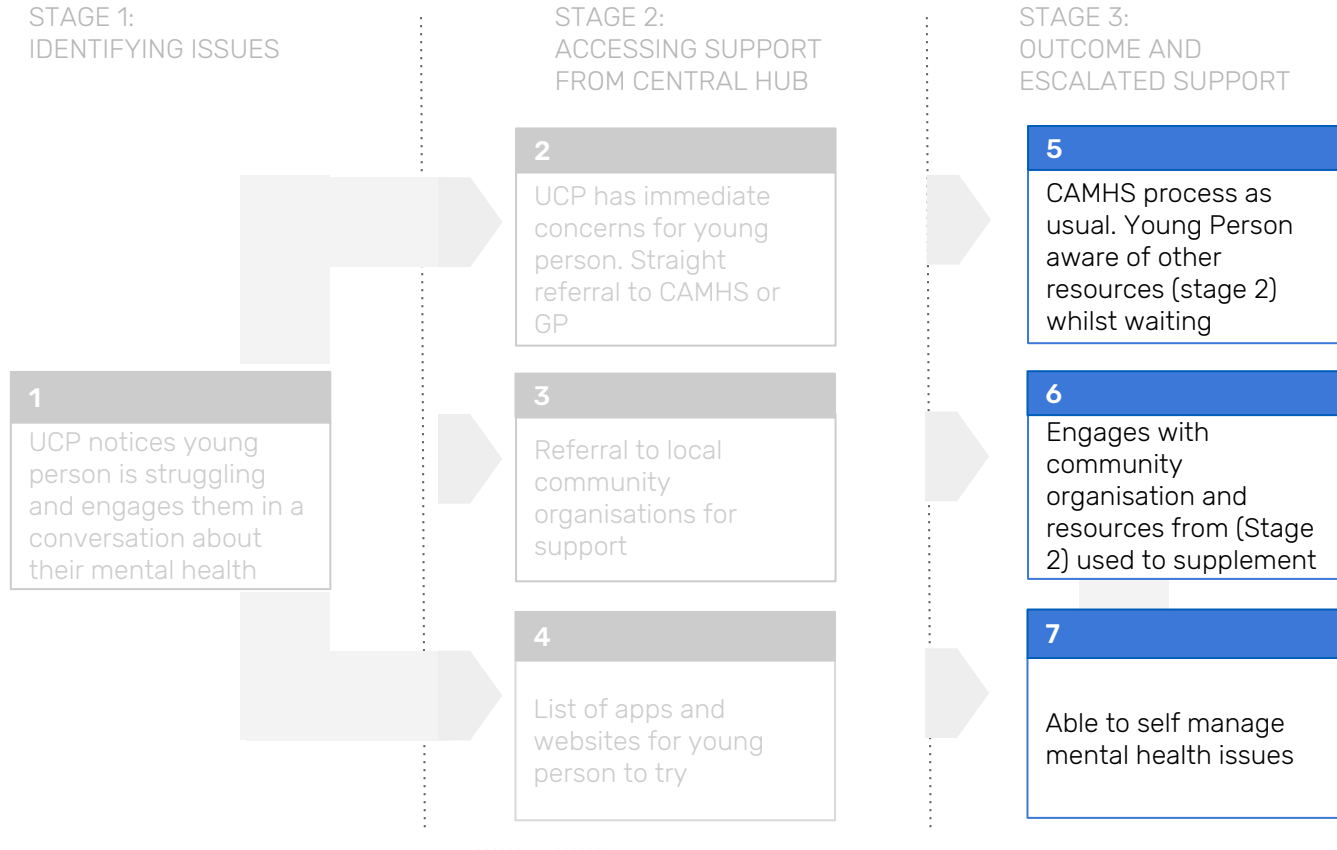 STAGE 1:
IDENTIFYING ISSUES
STAGE 2:
ACCESSING SUPPORT
FROM CENTRAL HUB
STAGE 3:
OUTCOME AND
ESCALATED SUPPORT
1
UCP notices young
person is struggling
and engages them in a
conversation about
their mental health
2
UCP has immediate
concerns for young
person. Straight
referral to CAMHS or
GP
3
Referral to local
community
organisations for
support
4
List of apps and
websites for young
person to try
5
CAMHS process as
usual. Young Person
aware of other
resources (stage 2)
whilst waiting
6
Engages with
community
organisation and
resources from (Stage
2) used to supplement
7
Able to self manage
mental health issues